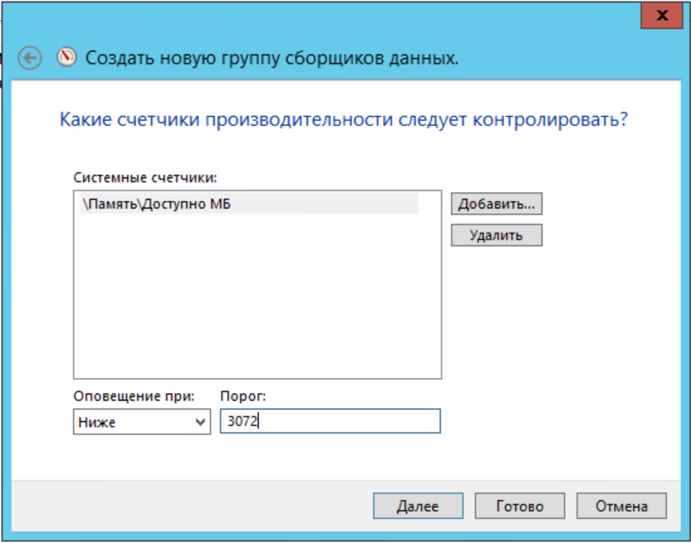 Создать новую группу сборщиков данных.
Какие счетчики производительности следует контролировать?
Системные счетчики:
\Память\Доступно МБ
Добавить...
Удалить
Оповещение при: Порог:
Ниже 3072
Далее Готово Отмена